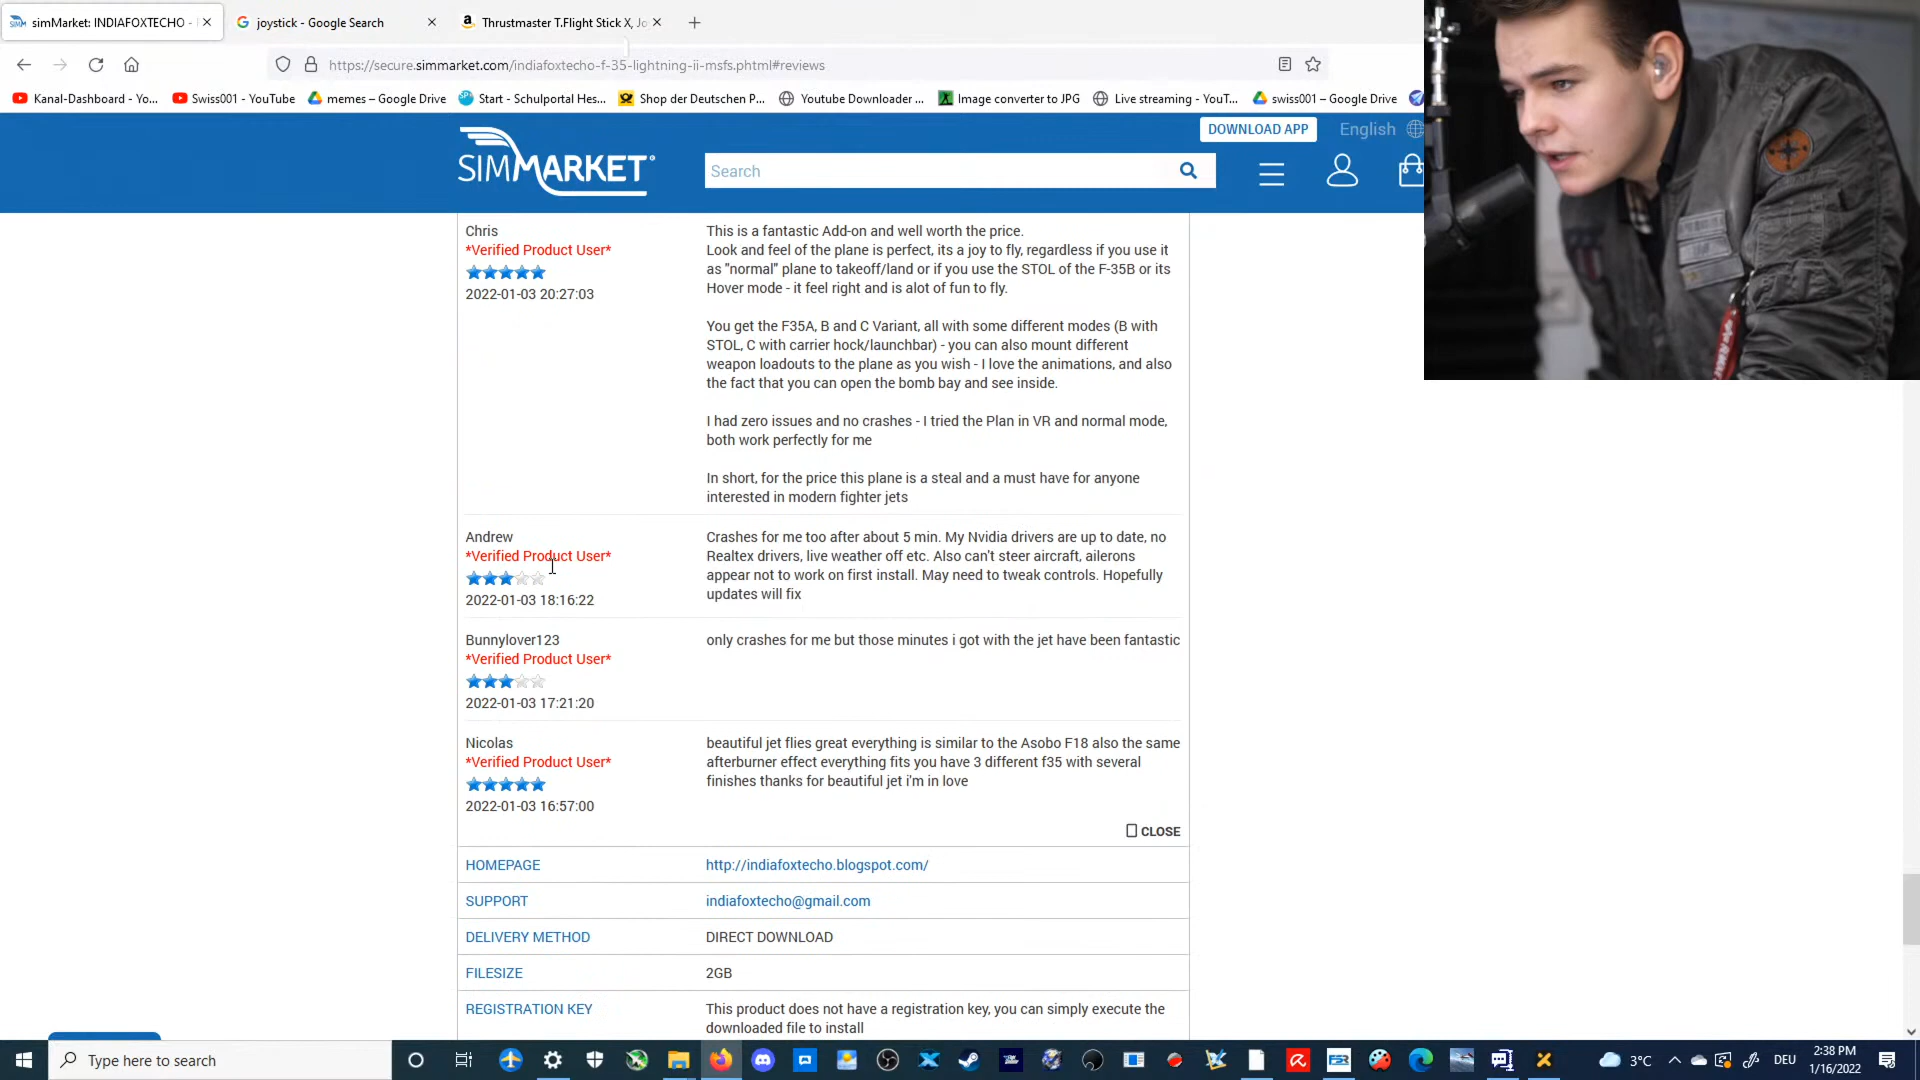 simMarket: INDIAFOXTECHO -
joystick - Google Search
Thrustmaster T.Flight Stick X, Jo
https://secure.simmarket.com/indiafoxtecho-f-35-lightning-ii-msfs.phtml#reviews
Kanal-Dashboard - Yo...
Swiss001 - YouTube
memes – Google Drive
Start - Schulportal Hes...
Shop der Deutschen P...
Youtube Downloader ...
Image converter to JPG
Live streaming - YouT...
swiss001 – Google Drive
DOWNLOAD APP
English
SIMMARKET
Search
Chris
*Verified Product User*
2022-01-03 20:27:03
This is a fantastic Add-on and well worth the price.
Look and feel of the plane is perfect, its a joy to fly, regardless if you use it
as "normal" plane to takeoff/land or if you use the STOL of the F-35B or its
Hover mode - it feel right and is alot of fun to fly.
You get the F35A, B and C Variant, all with some different modes (B with
STOL, C with carrier hock/launchbar) - you can also mount different
weapon loadouts to the plane as you wish - I love the animations, and also
the fact that you can open the bomb bay and see inside.
I had zero issues and no crashes - I tried the Plan in VR and normal mode,
both work perfectly for me
In short, for the price this plane is a steal and a must have for anyone
interested in modern fighter jets
Andrew
*Verified Product User*
2022-01-03 18:16:22
Crashes for me too after about 5 min. My Nvidia drivers are up to date, no
Realtex drivers, live weather off etc. Also can't steer aircraft, ailerons
appear not to work on first install. May need to tweak controls. Hopefully
updates will fix
Bunnylover123
*Verified Product User*
2022-01-03 17:21:20
only crashes for me but those minutes i got with the jet have been fantastic
Nicolas
*Verified Product User*
2022-01-03 16:57:00
beautiful jet flies great everything is similar to the Asobo F18 also the same
afterburner effect everything fits you have 3 different f35 with several
finishes thanks for beautiful jet i'm in love
CLOSE
HOMEPAGE
http://indiafoxtecho.blogspot.com/
SUPPORT
indiafoxtecho@gmail.com
DELIVERY METHOD
DIRECT DOWNLOAD
FILESIZE
2GB
REGISTRATION KEY
This product does not have a registration key, you can simply execute the
downloaded file to install
Type here to search
3°C
DEU
2:38 PM
1/16/2022